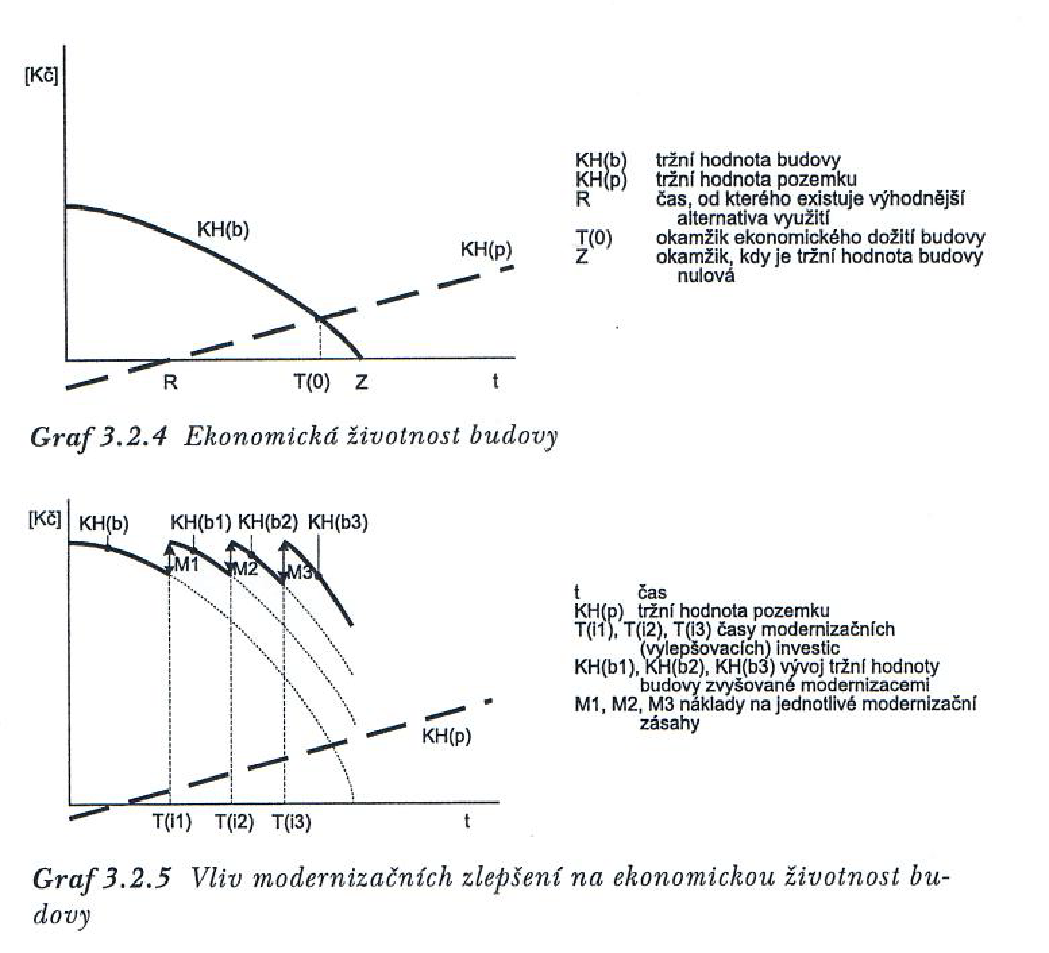 [Kč]
KH(b)
KH(p)
R
T(0)
Z
t
KH(b) tržní hodnota budovy
KH(p) tržní hodnota pozemku
R čas, od kterého existuje výhodnější
alternativa využití
T(0) okamžik ekonomického dožití budovy
Z okamžik, kdy je tržní hodnota budovy
nulová
Graf 3.2.4 Ekonomická životnost budovy
[Kč]
KH(b)
KH(b1)
KH(b2)
KH(b3)
M1
M2
M3
KH(p)
T(i1)
T(i2)
T(i3)
t
t čas
KH(p) tržní hodnota pozemku
T(i1), T(i2), T(i3) časy modernizačních
(vylepšovacích) investic
KH(b1), KH(b2), KH(b3) vývoj tržní hodnoty
budovy zvyšované modernizacemi
M1, M2, M3 náklady na jednotlivé modernizační
zásahy
Graf 3.2.5 Vliv modernizačních zlepšení na ekonomickou životnost bu-
dovy